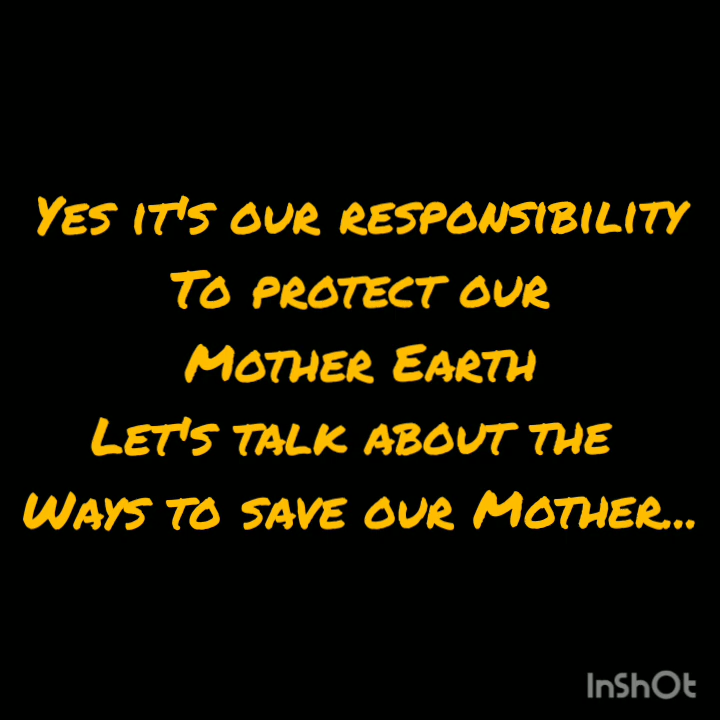 Yes it's our responsibility
To protect our
Mother Earth
Let's talk about the
Ways to save our Mother...
InShOt